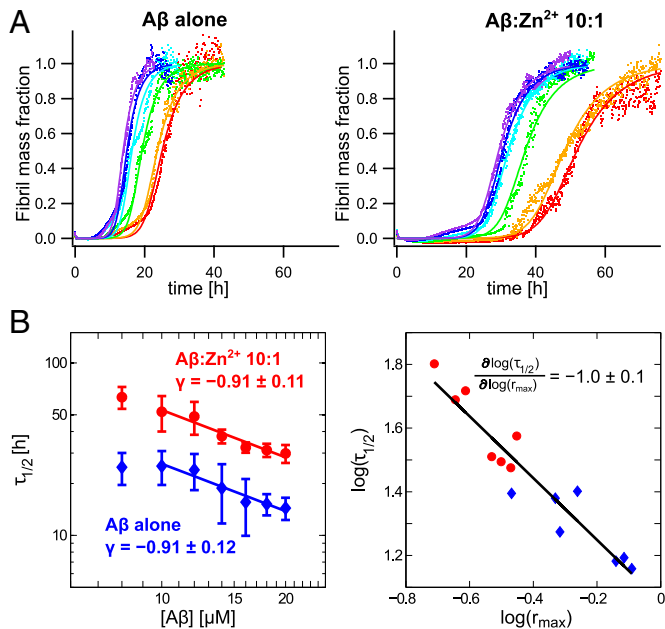 A
Aβ alone
Aβ:Zn²⁺ 10:1
Fibril mass fraction
1.0
0.8
0.6
0.4
0.2
0.0
0
20
40
60
time [h]
Fibril mass fraction
1.0
0.8
0.6
0.4
0.2
0.0
0
20
40
60
time [h]
B
τ1/2 [h]
100
50
10
Aβ:Zn²⁺ 10:1
γ = −0.91 ± 0.11
Aβ alone
γ = −0.91 ± 0.12
10
20
[Aβ] [μM]
log(τ1/2)
1.8
1.6
1.4
1.2
∂log(τ1/2)
∂log(rmax)
= −1.0 ± 0.1
−0.8
−0.6
−0.4
−0.2
0
log(rmax)